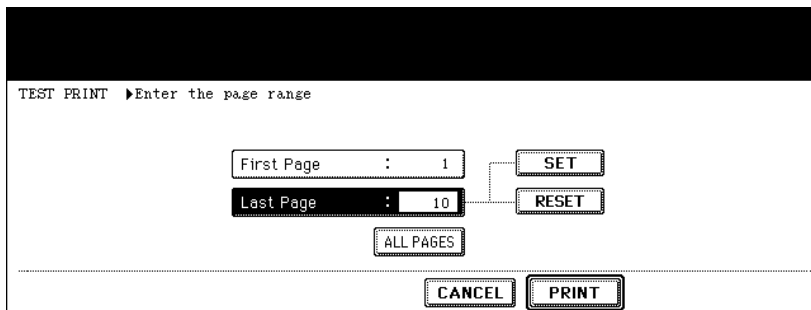 TEST PRINT ▶Enter the page range
First Page : 1 SET
Last Page : 10 RESET
ALL PAGES
CANCEL PRINT